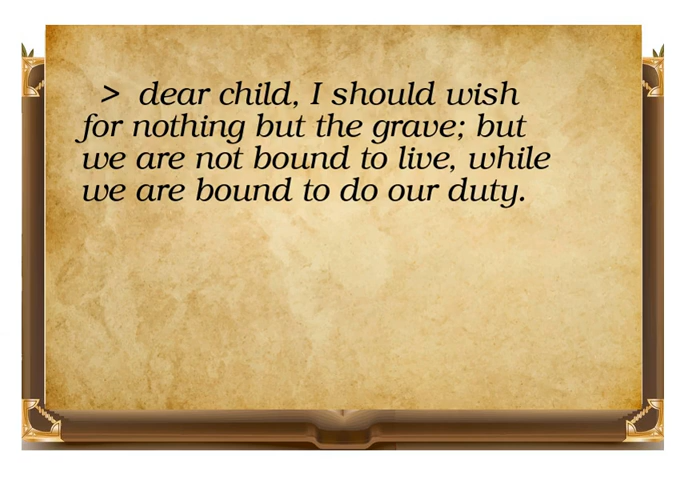 > dear child, I should wish
for nothing but the grave; but
we are not bound to live, while
we are bound to do our duty.